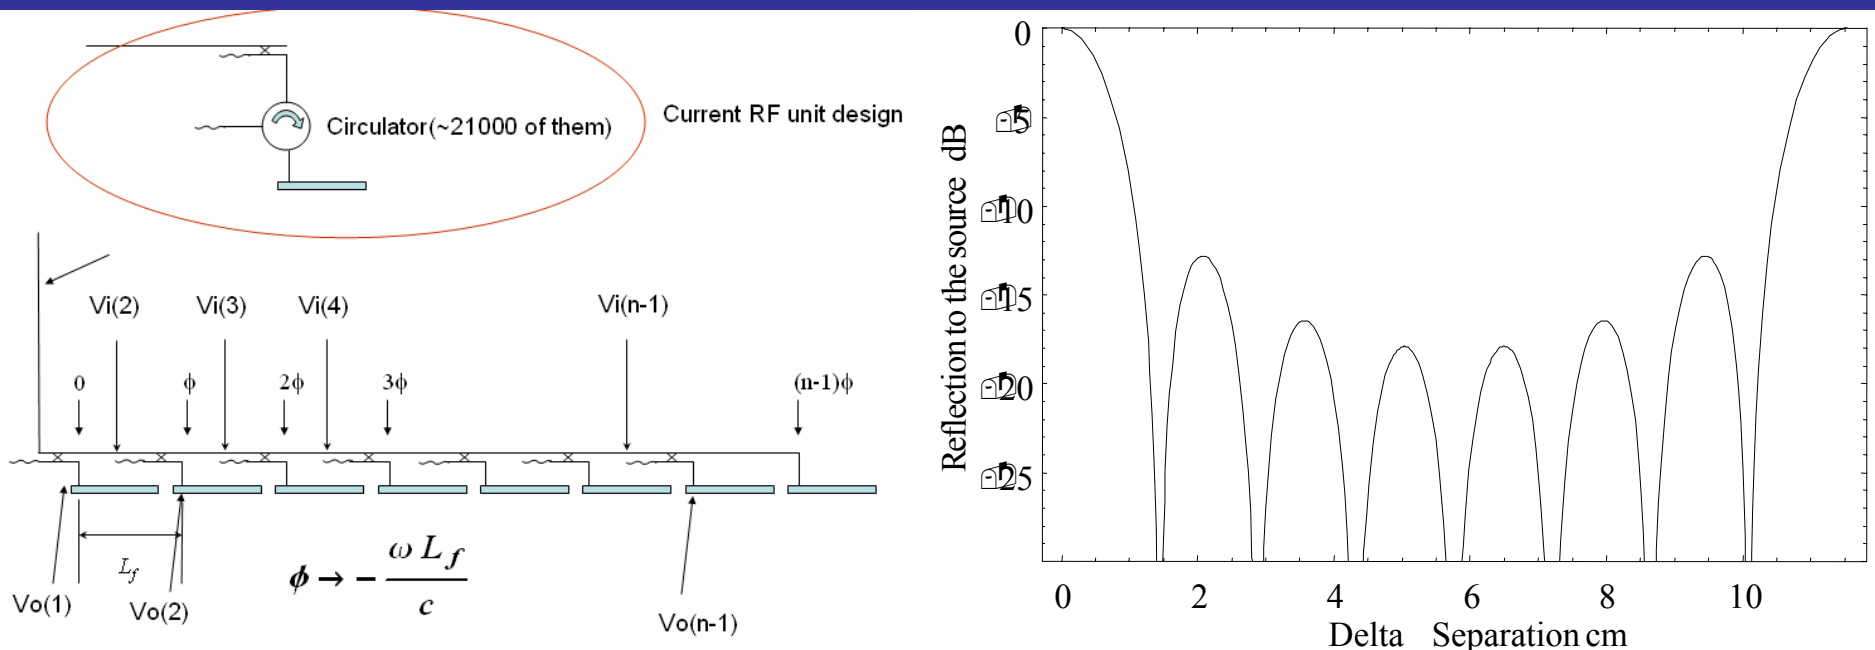 Circulator(~21000 of them)
Current RF unit design
Vi(2)
Vi(3)
Vi(4)
Vi(n-1)
0
ϕ
2ϕ
3ϕ
(n-1)ϕ
L_f
ϕ → - ω L_f / c
Vo(1)
Vo(2)
Vo(n-1)
Reflection to the source dB
0
-5
-10
-15
-20
-25
0
2
4
6
8
10
Delta Separation cm